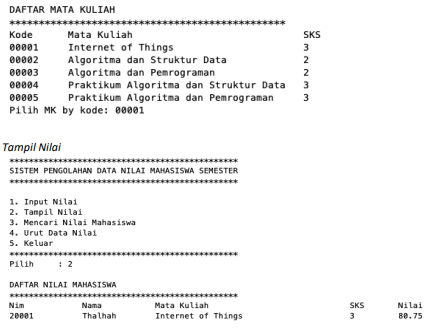 DAFTAR MATA KULIAH
***********************************************
Kode Mata Kuliah SKS
00001 Internet of Things 3
00002 Algoritma dan Struktur Data 2
00003 Algoritma dan Pemrograman 2
00004 Praktikum Algoritma dan Struktur Data 3
00005 Praktikum Algoritma dan Pemrograman 3
Pilih MK by kode: 00001
Tampil Nilai
***********************************************
SISTEM PENGOLAHAN DATA NILAI MAHASISWA SEMESTER
***********************************************
1. Input Nilai
2. Tampil Nilai
3. Mencari Nilai Mahasiswa
4. Urut Data Nilai
5. Keluar
***********************************************
Pilih : 2
DAFTAR NILAI MAHASISWA
***********************************************
Nim Nama Mata Kuliah SKS Nilai
20001 Thalhah Internet of Things 3 80.75